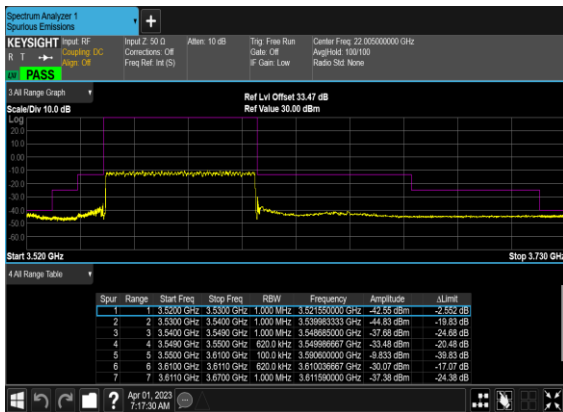 Spectrum Analyzer 1
Spurious Emissions
+
KEYSIGHT Input: RF Input Z: 50 Ω Atten: 10 dB Trig: Free Run Center Freq: 22.005000000 GHz
R T Coupling: DC Corrections: Off Gate: Off Avg|Hold: 100/100
Align: Off Freq Ref: Int (S) IF Gain: Low Radio Std: None
PASS
3 All Range Graph
Ref Lvl Offset 33.47 dB
Scale/Div 10.0 dB Ref Value 30.00 dBm
Log
20.0
10.0
0.00
-10.0
-20.0
-30.0
-40.0
-50.0
-60.0
Start 3.520 GHz Stop 3.730 GHz
4 All Range Table
Spur Range Start Freq Stop Freq RBW Frequency Amplitude ΔLimit
1 1 3.5200 GHz 3.5300 GHz 1.000 MHz 3.521550000 GHz -42.55 dBm -2.552 dB
2 2 3.5300 GHz 3.5400 GHz 1.000 MHz 3.539983333 GHz -44.83 dBm -19.83 dB
3 3 3.5400 GHz 3.5490 GHz 1.000 MHz 3.548685000 GHz -37.68 dBm -24.68 dB
4 4 3.5490 GHz 3.5500 GHz 620.0 kHz 3.549986667 GHz -33.48 dBm -20.48 dB
5 5 3.5500 GHz 3.6100 GHz 100.0 kHz 3.590600000 GHz -9.833 dBm -39.83 dB
6 6 3.6100 GHz 3.6110 GHz 620.0 kHz 3.610036667 GHz -30.07 dBm -17.07 dB
7 7 3.6110 GHz 3.6700 GHz 1.000 MHz 3.611590000 GHz -37.38 dBm -24.38 dB
? Apr 01, 2023
7:17:30 AM